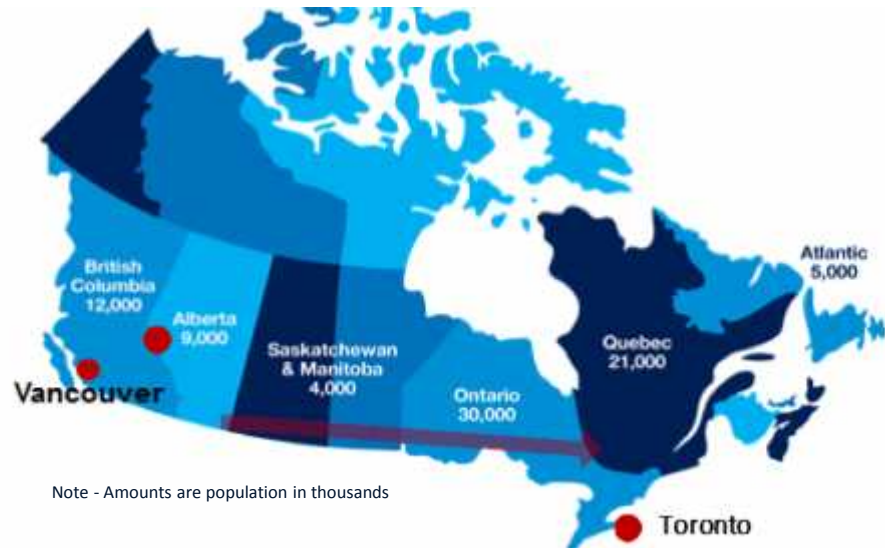 British
Columbia
12,000
Alberta
9,000
Saskatchewan
& Manitoba
4,000
Ontario
30,000
Quebec
21,000
Atlantic
5,000
Vancouver
Note - Amounts are population in thousands
Toronto